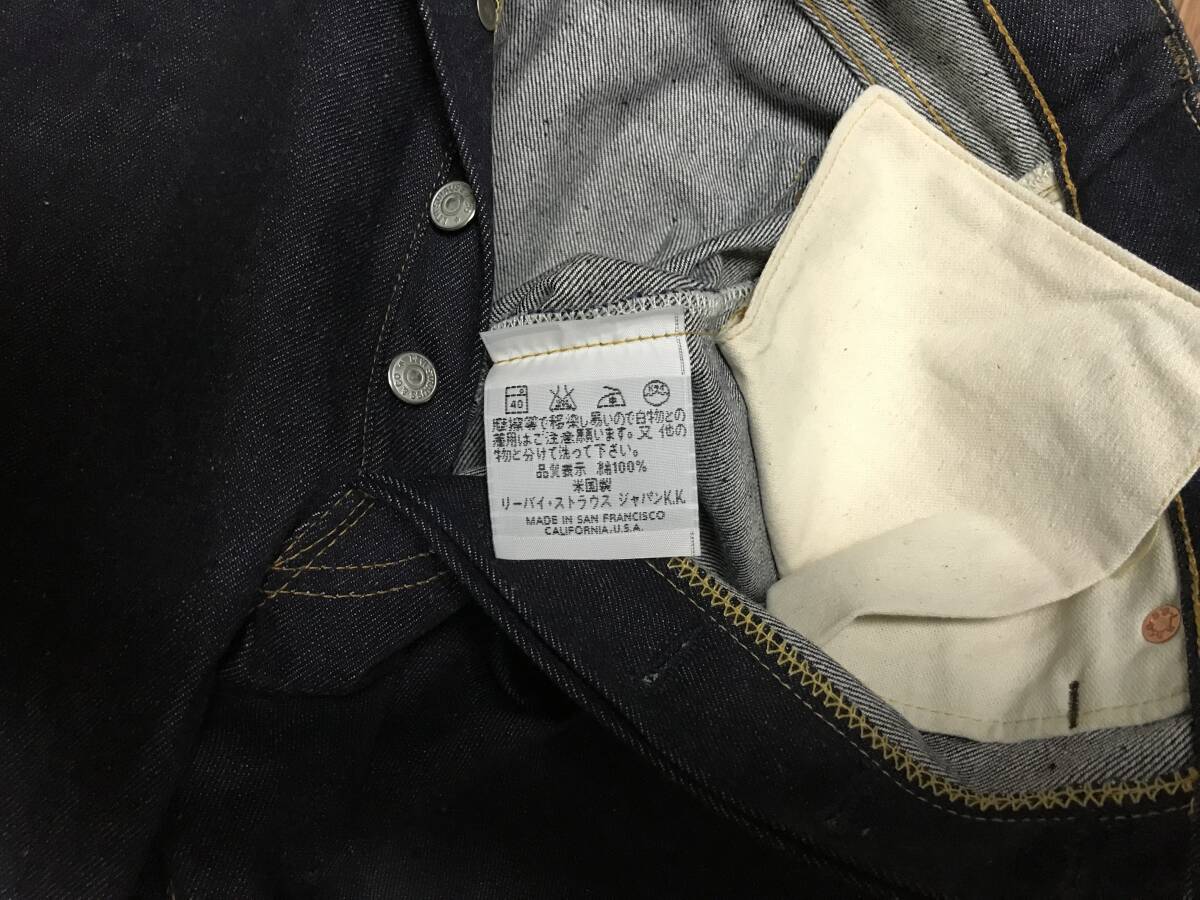 40
摩擦等で移染し易いので白物との
着用はご注意願います。又 他の
物と分けて洗って下さい。
品質表示 綿100%
米国製
リーバイ・ストラウス ジャパンK.K.
MADE IN SAN FRANCISCO
CALIFORNIA,U.S.A.